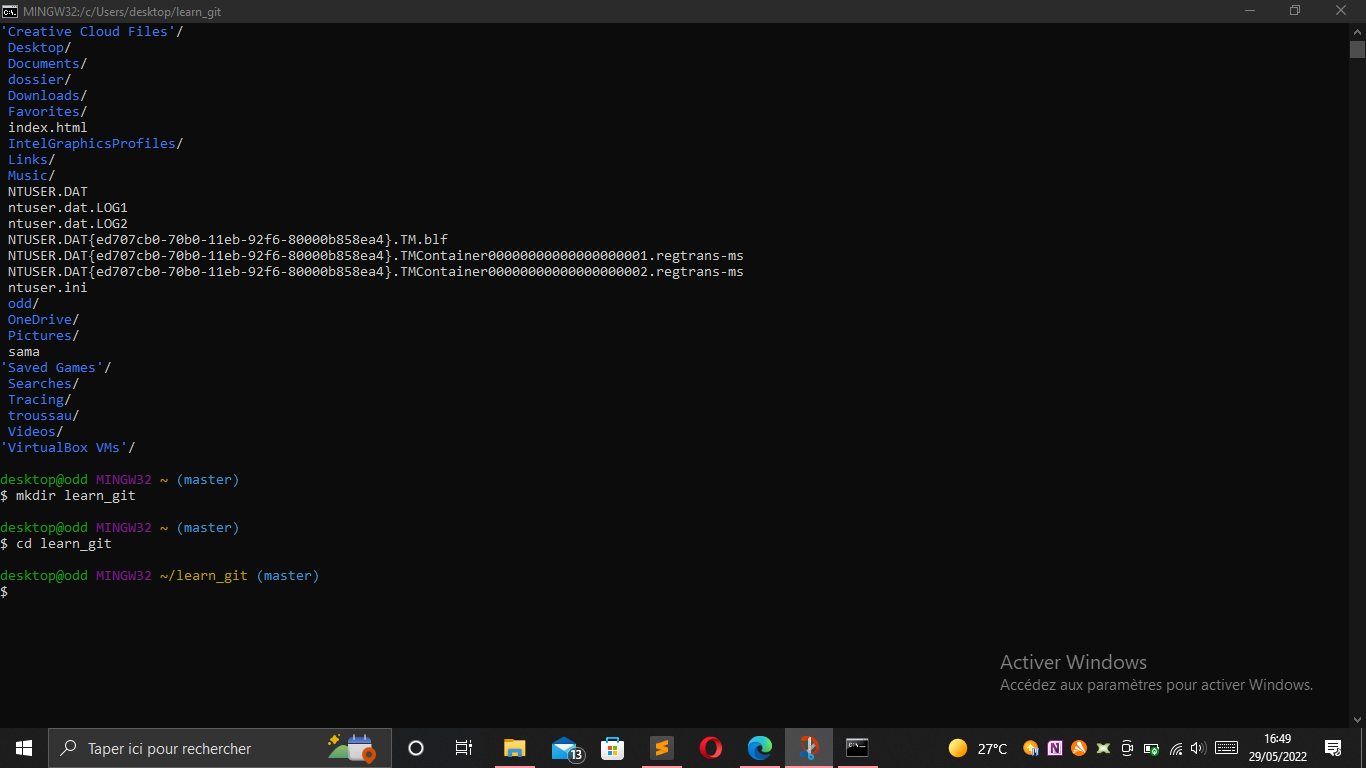 MINGW32:/c/Users/desktop/learn_git
'Creative Cloud Files'/
Desktop/
Documents/
dossier/
Downloads/
Favorites/
index.html
IntelGraphicsProfiles/
Links/
Music/
NTUSER.DAT
ntuser.dat.LOG1
ntuser.dat.LOG2
NTUSER.DAT{ed707cb0-70b0-11eb-92f6-80000b858ea4}.TM.blf
NTUSER.DAT{ed707cb0-70b0-11eb-92f6-80000b858ea4}.TMContainer00000000000000000001.regtrans-ms
NTUSER.DAT{ed707cb0-70b0-11eb-92f6-80000b858ea4}.TMContainer00000000000000000002.regtrans-ms
ntuser.ini
odd/
OneDrive/
Pictures/
sama
'Saved Games'/
Searches/
Tracing/
troussau/
Videos/
'VirtualBox VMs'/
desktop@odd MINGW32 ~ (master)
$ mkdir learn_git
desktop@odd MINGW32 ~ (master)
$ cd learn_git
desktop@odd MINGW32 ~/learn_git (master)
$
Activer Windows
Accédez aux paramètres pour activer Windows.
Taper ici pour rechercher
13
27°C
16:49
29/05/2022